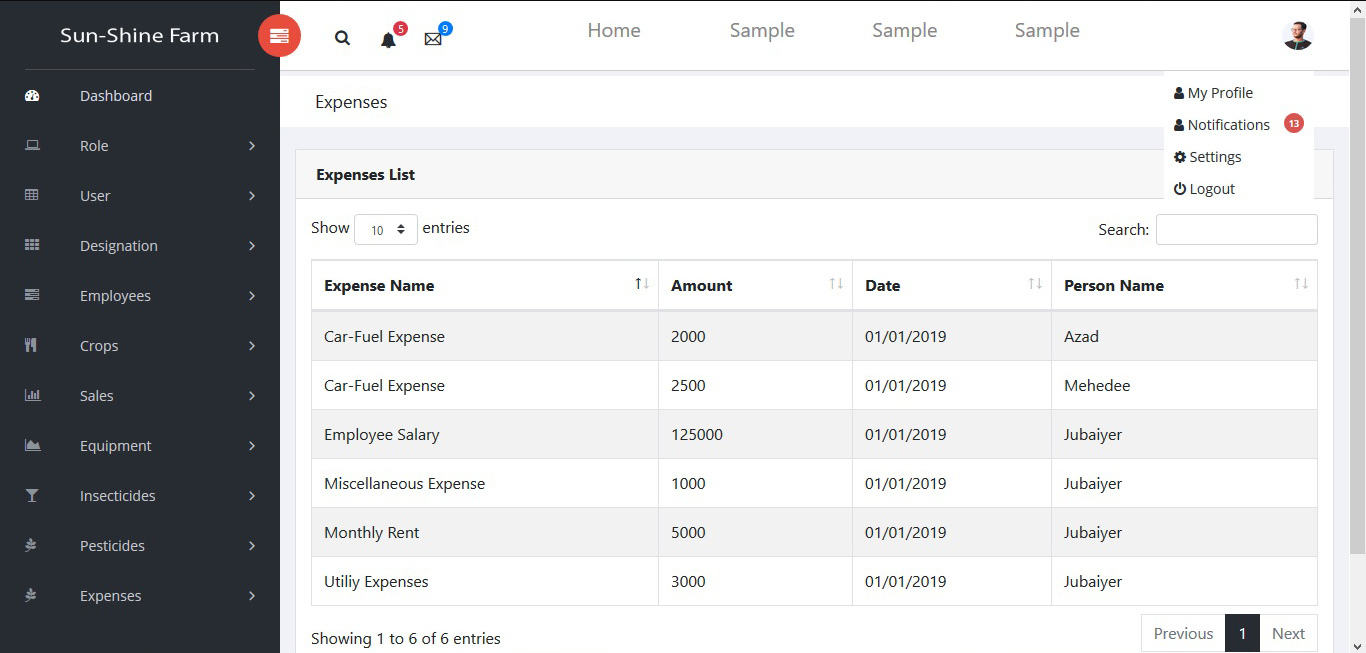 Sun-Shine Farm
5
9
Home Sample Sample Sample
Dashboard
Role
User
Designation
Employees
Crops
Sales
Equipment
Insecticides
Pesticides
Expenses
My Profile
Notifications 13
Settings
Logout
Expenses
Expenses List
Show 10 entries
Search:
Expense Name Amount Date Person Name
Car-Fuel Expense 2000 01/01/2019 Azad
Car-Fuel Expense 2500 01/01/2019 Mehedee
Employee Salary 125000 01/01/2019 Jubaiyer
Miscellaneous Expense 1000 01/01/2019 Jubaiyer
Monthly Rent 5000 01/01/2019 Jubaiyer
Utiliy Expenses 3000 01/01/2019 Jubaiyer
Showing 1 to 6 of 6 entries
Previous 1 Next